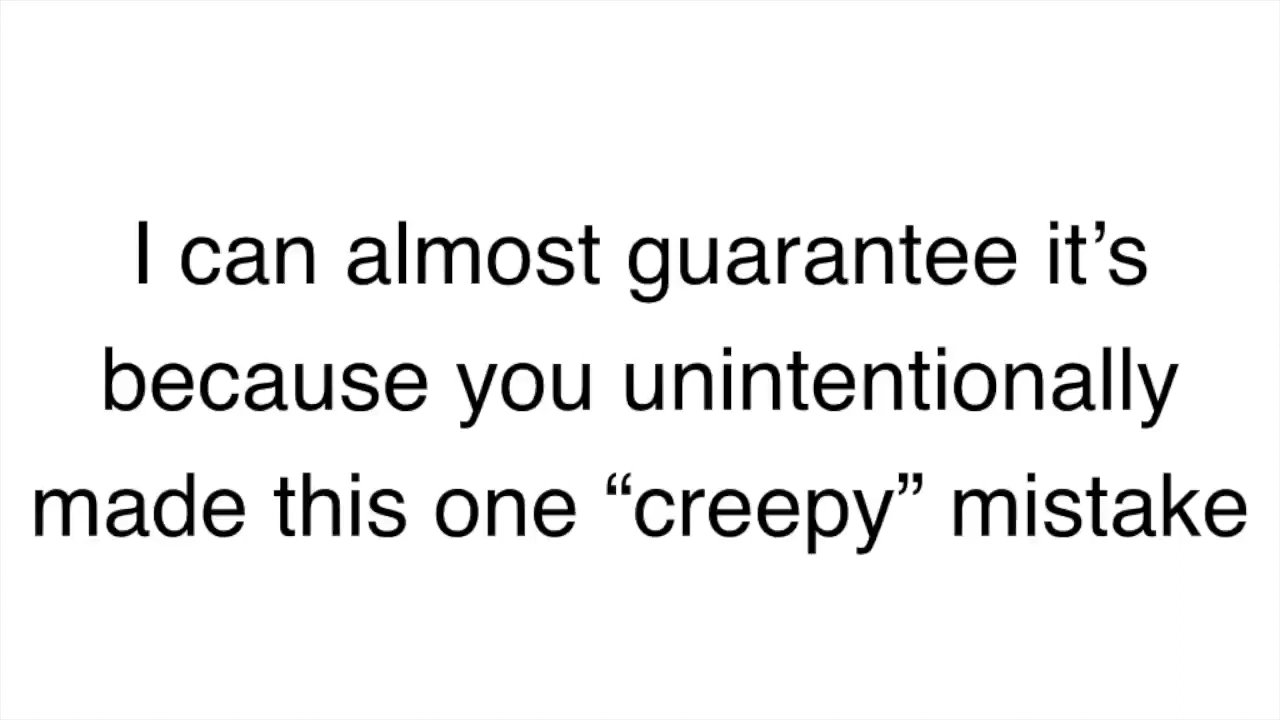 I can almost guarantee it’s
because you unintentionally
made this one “creepy” mistake